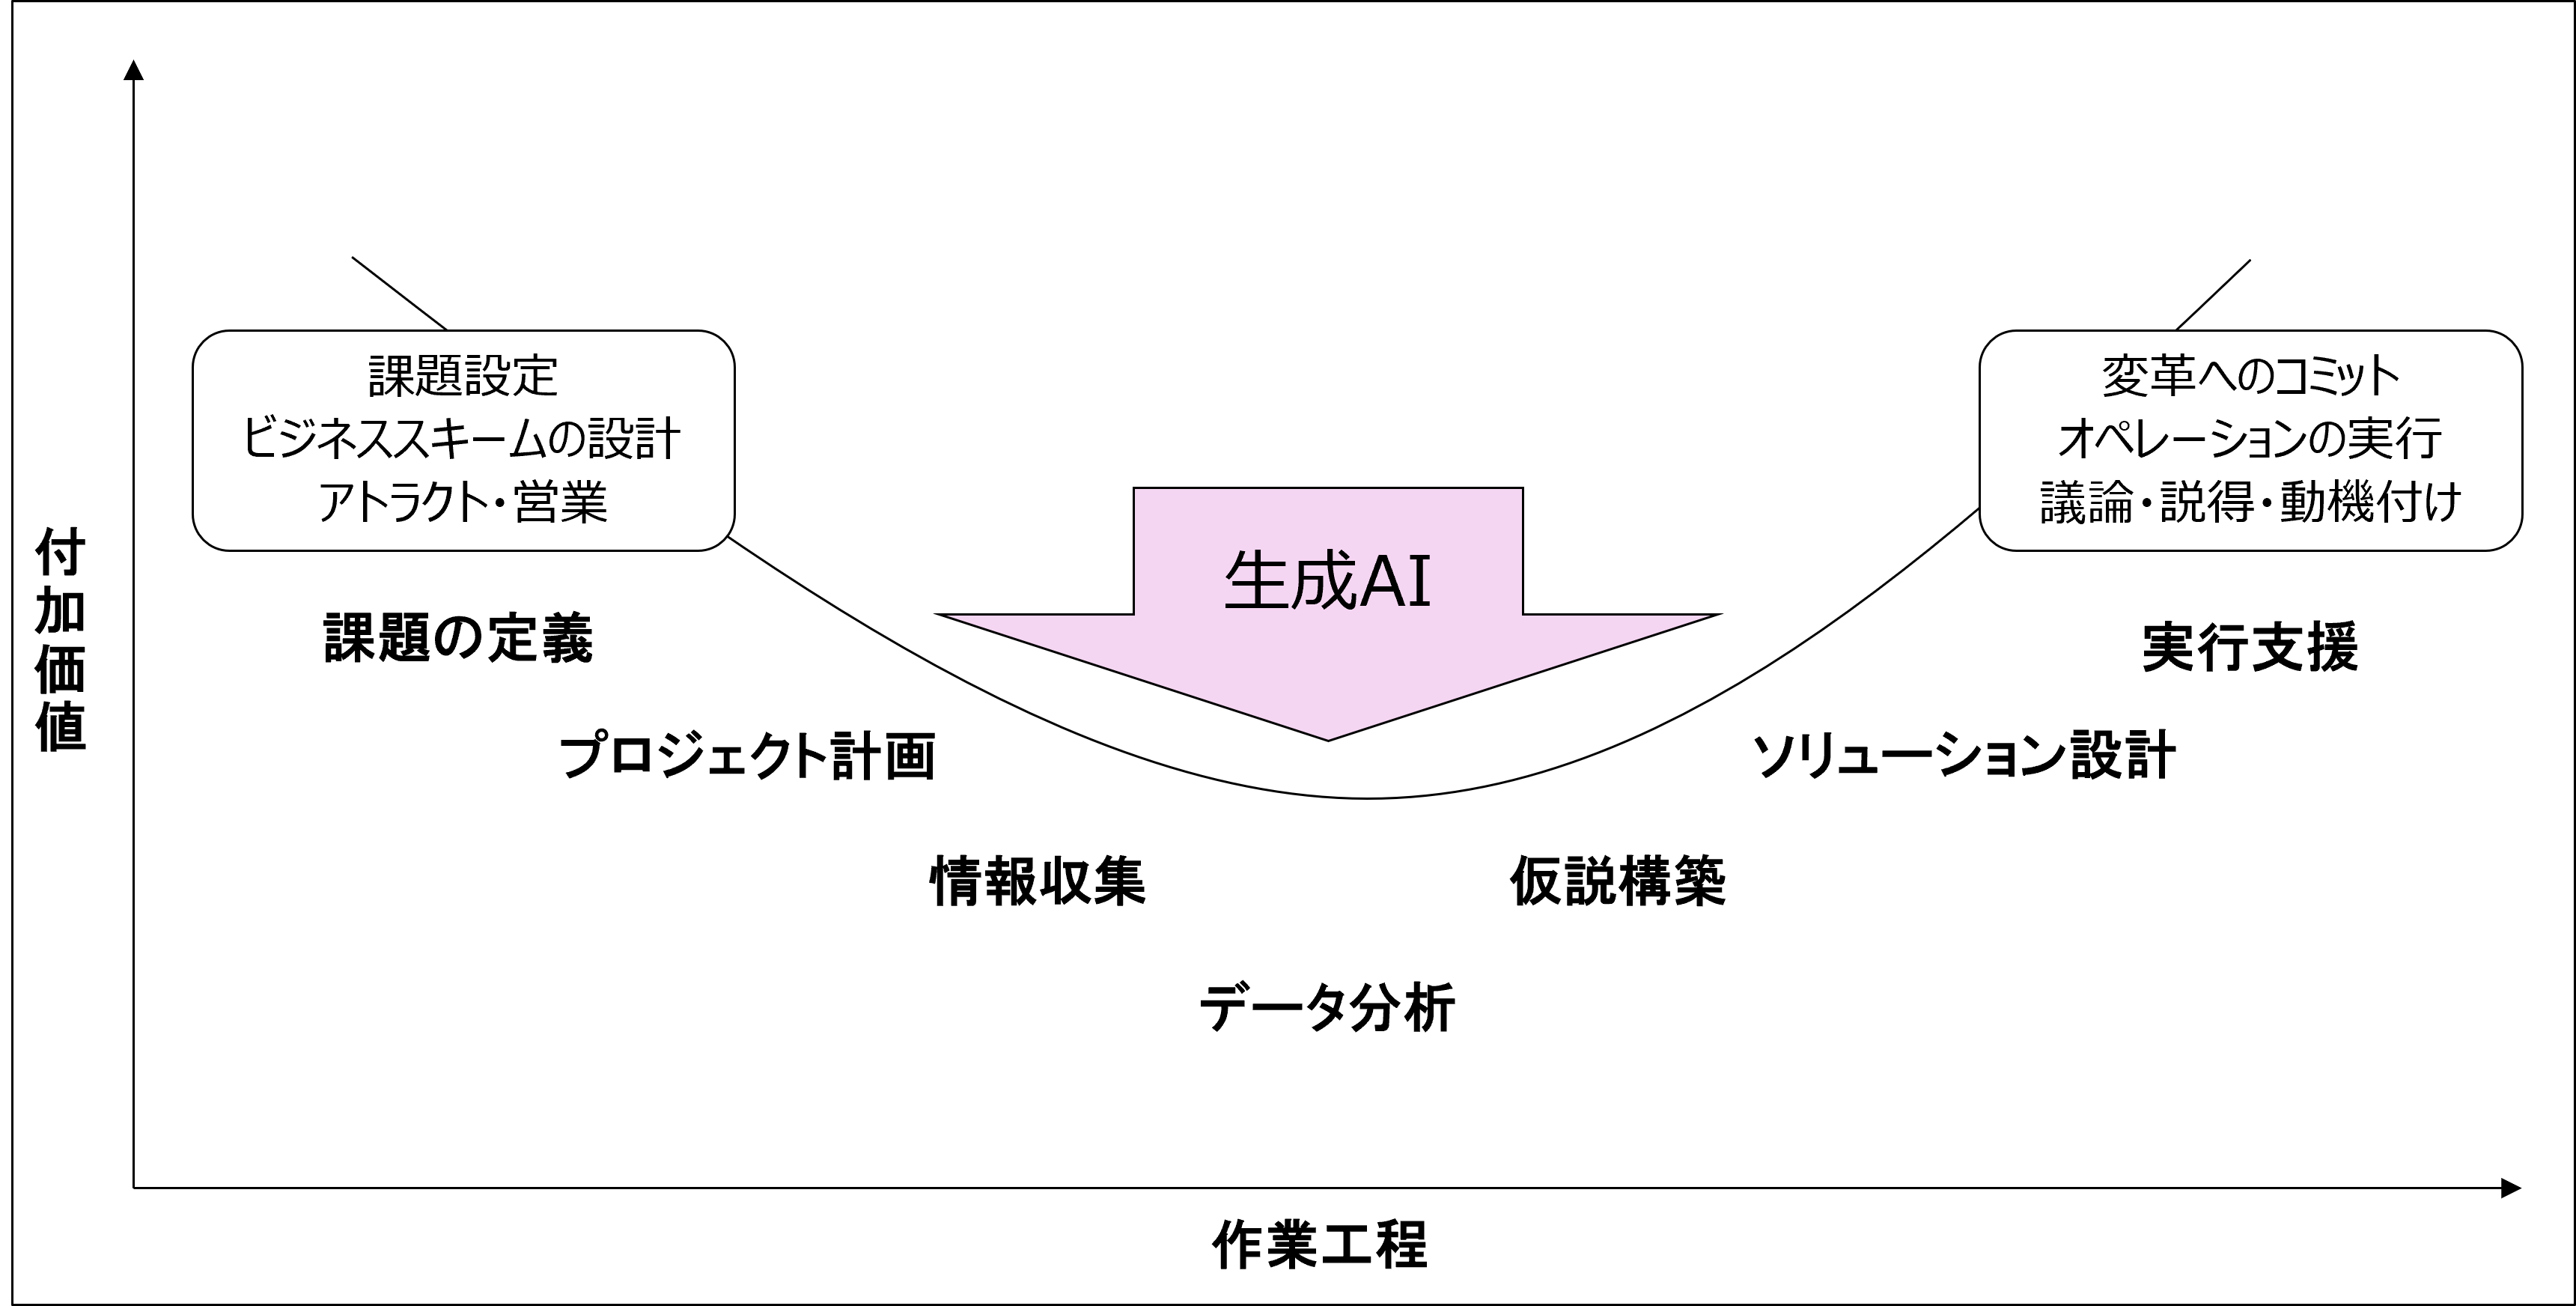 課題設定
ビジネススキームの設計
アトラクト・営業
変革へのコミット
オペレーションの実行
議論・説得・動機付け
生成AI
付加価値
課題の定義
実行支援
プロジェクト計画
ソリューション設計
情報収集
仮説構築
データ分析
作業工程